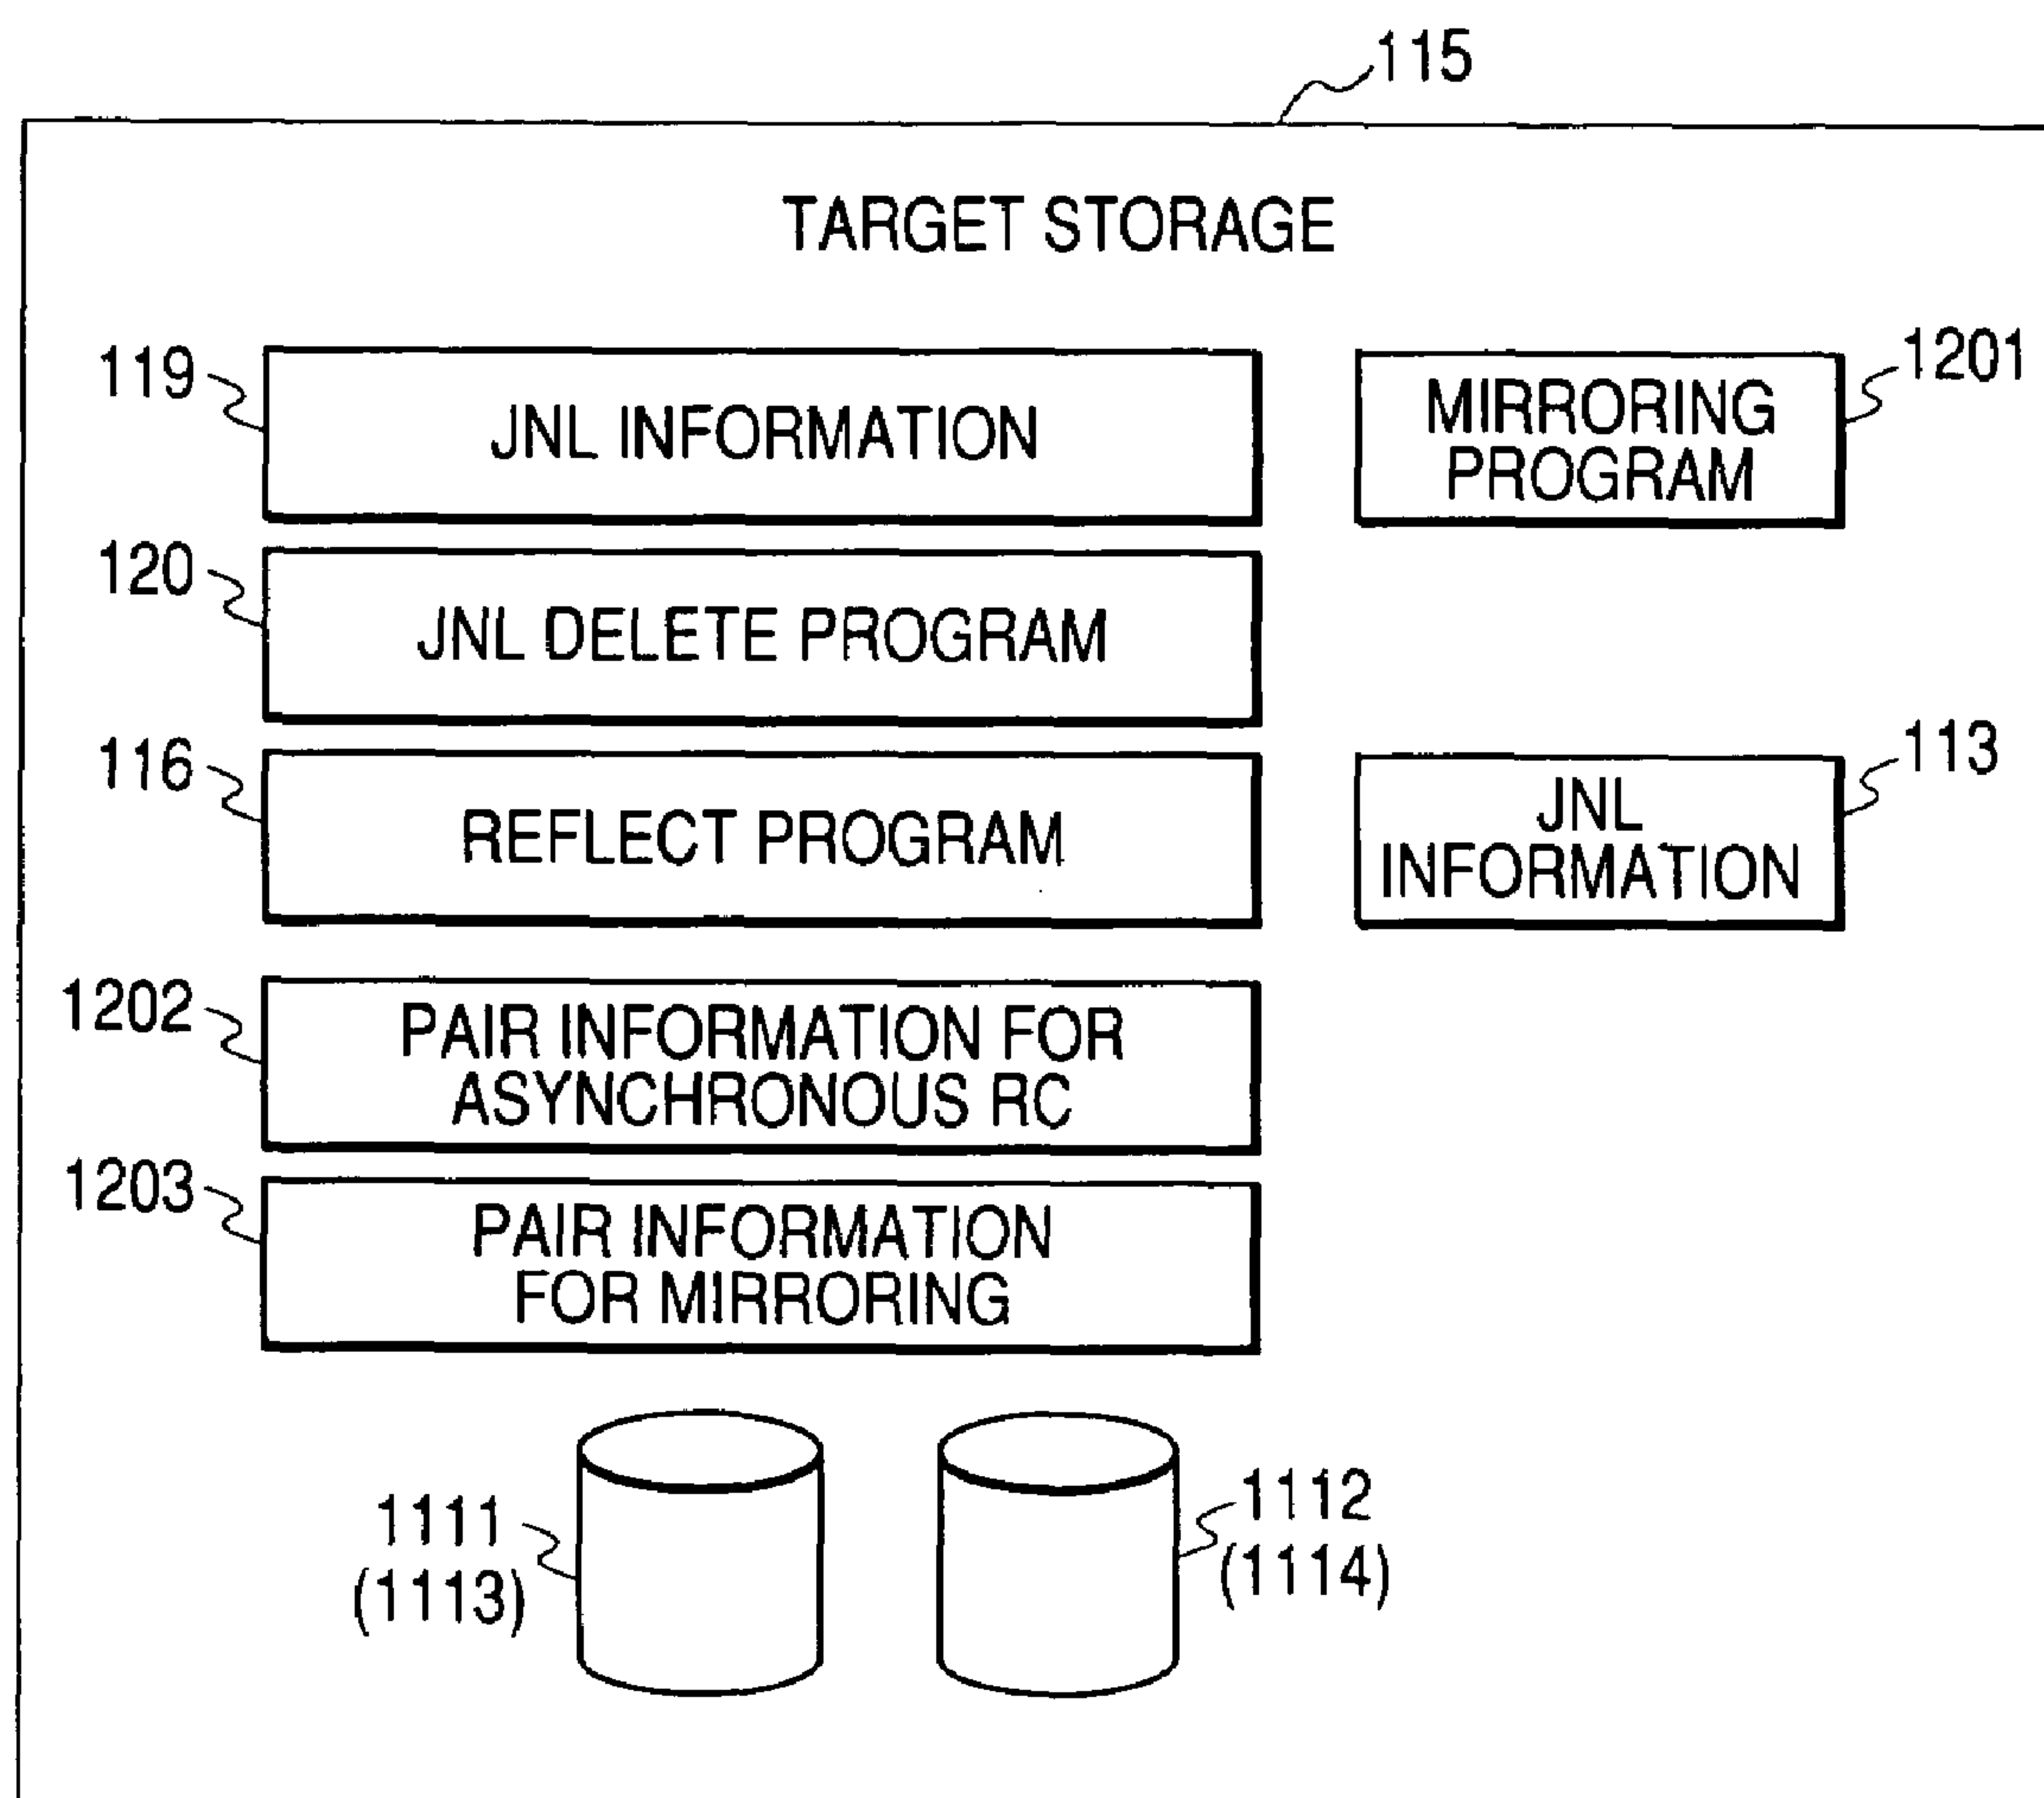 115
TARGET STORAGE
119
JNL INFORMATION
1201
MIRRORING
PROGRAM
120
JNL DELETE PROGRAM
116
REFLECT PROGRAM
113
JNL
INFORMATION
1202
PAIR INFORMATION FOR
ASYNCHRONOUS RC
1203
PAIR INFORMATION
FOR MIRRORING
1111
(1113)
1112
(1114)